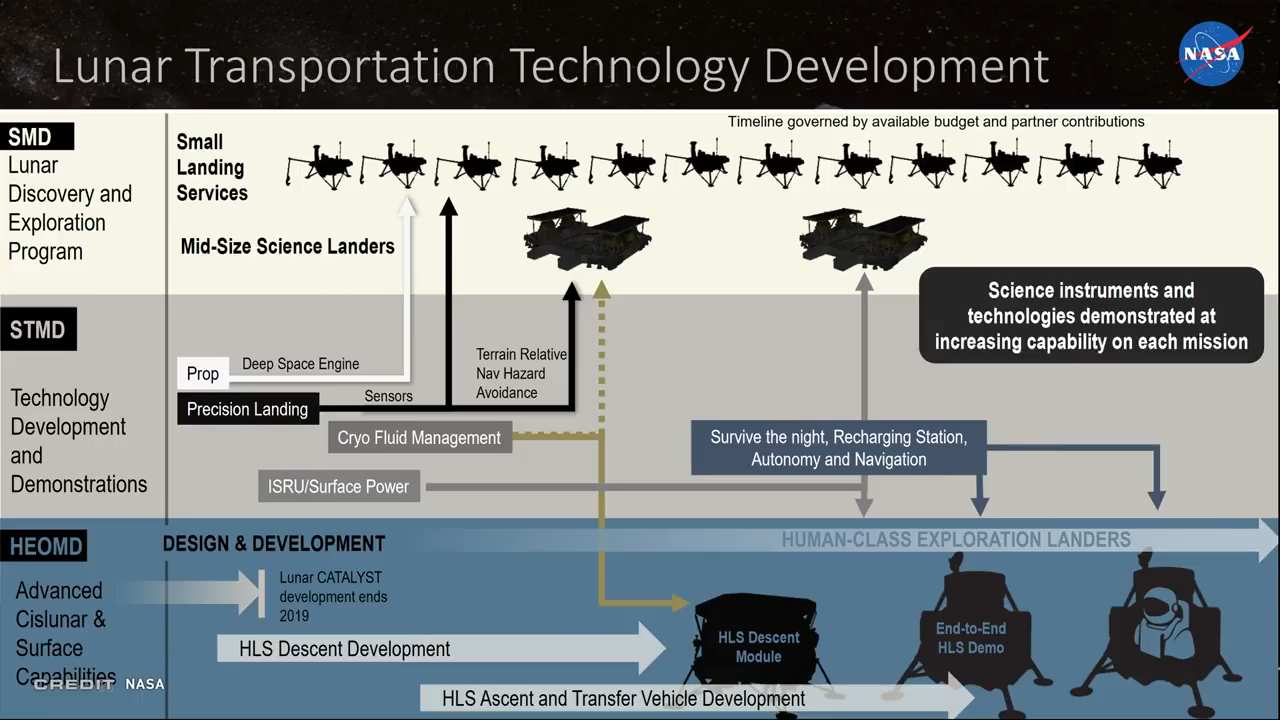 Lunar Transportation Technology Development
NASA
Timeline governed by available budget and partner contributions
SMD
Lunar
Discovery and
Exploration
Program
Small
Landing
Services
Mid-Size Science Landers
Science instruments and
technologies demonstrated at
increasing capability on each mission
STMD
Technology
Development
and
Demonstrations
Prop
Deep Space Engine
Precision Landing
Sensors
Terrain Relative
Nav Hazard
Avoidance
Cryo Fluid Management
ISRU/Surface Power
Survive the night, Recharging Station,
Autonomy and Navigation
HEOMD
Advanced
Cislunar &
Surface
Capabilities
DESIGN & DEVELOPMENT
HUMAN-CLASS EXPLORATION LANDERS
Lunar CATALYST
development ends
2019
HLS Descent Development
HLS Descent
Module
End-to-End
HLS Demo
HLS Ascent and Transfer Vehicle Development
CREDIT NASA